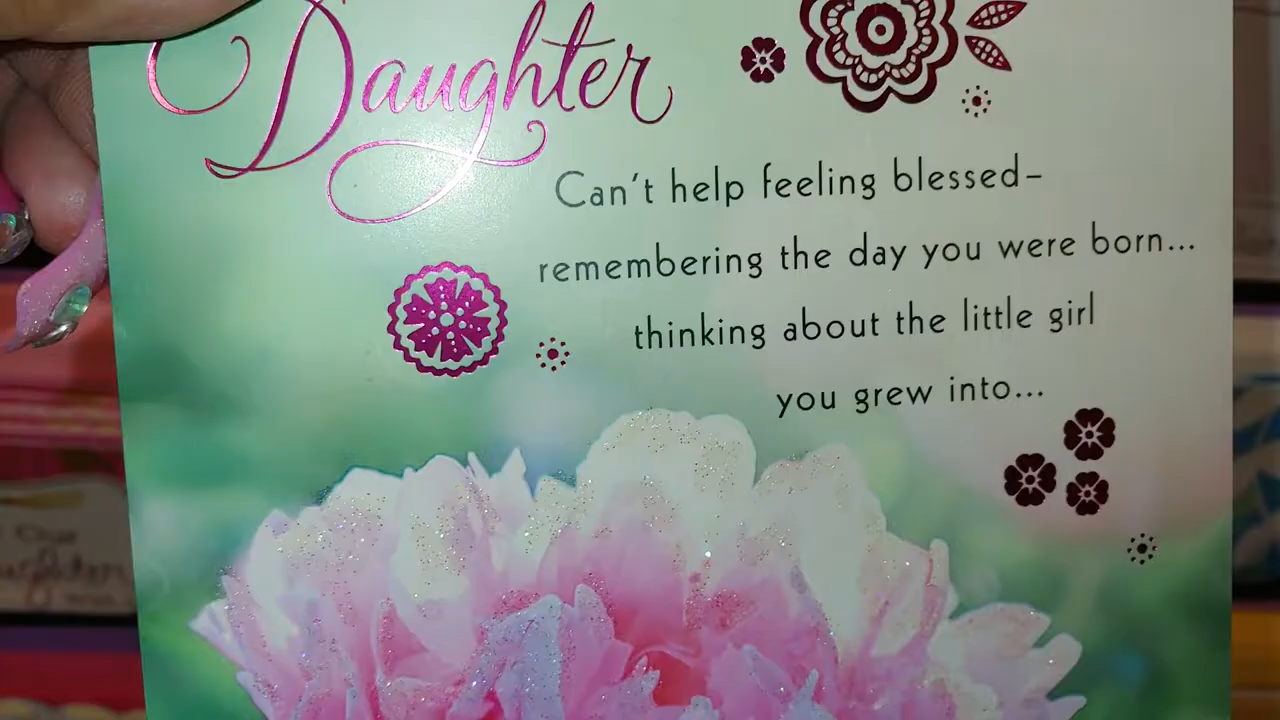 Daughter
Can't help feeling blessed–
remembering the day you were born...
thinking about the little girl
you grew into...